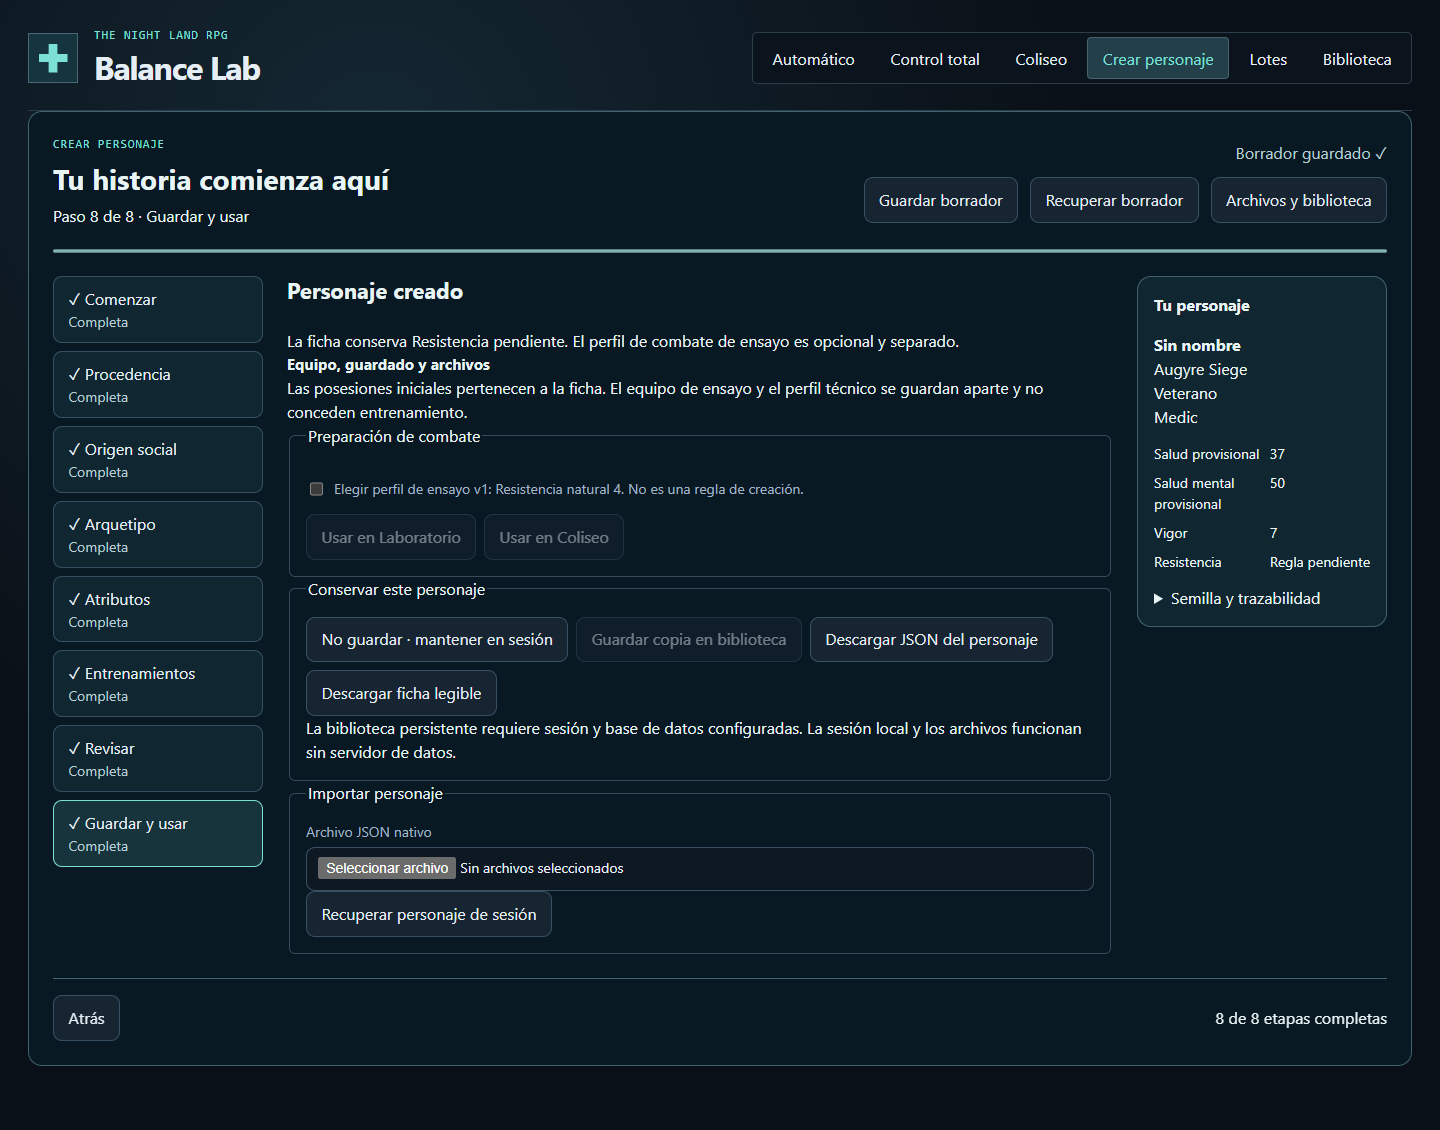 THE NIGHT LAND RPG
Balance Lab
Automático
Control total
Coliseo
Crear personaje
Lotes
Biblioteca
CREAR PERSONAJE
Tu historia comienza aquí
Paso 8 de 8 · Guardar y usar
Borrador guardado ✓
Guardar borrador
Recuperar borrador
Archivos y biblioteca
✓ Comenzar
Completa
✓ Procedencia
Completa
✓ Origen social
Completa
✓ Arquetipo
Completa
✓ Atributos
Completa
✓ Entrenamientos
Completa
✓ Revisar
Completa
✓ Guardar y usar
Completa
Personaje creado
La ficha conserva Resistencia pendiente. El perfil de combate de ensayo es opcional y separado.
Equipo, guardado y archivos
Las posesiones iniciales pertenecen a la ficha. El equipo de ensayo y el perfil técnico se guardan aparte y no
conceden entrenamiento.
Preparación de combate
Elegir perfil de ensayo v1: Resistencia natural 4. No es una regla de creación.
Usar en Laboratorio
Usar en Coliseo
Conservar este personaje
No guardar · mantener en sesión
Guardar copia en biblioteca
Descargar JSON del personaje
Descargar ficha legible
La biblioteca persistente requiere sesión y base de datos configuradas. La sesión local y los archivos funcionan
sin servidor de datos.
Importar personaje
Archivo JSON nativo
Seleccionar archivo Sin archivos seleccionados
Recuperar personaje de sesión
Tu personaje
Sin nombre
Augyre Siege
Veterano
Medic
Salud provisional 37
Salud mental 50
provisional
Vigor 7
Resistencia Regla pendiente
▶ Semilla y trazabilidad
Atrás
8 de 8 etapas completas